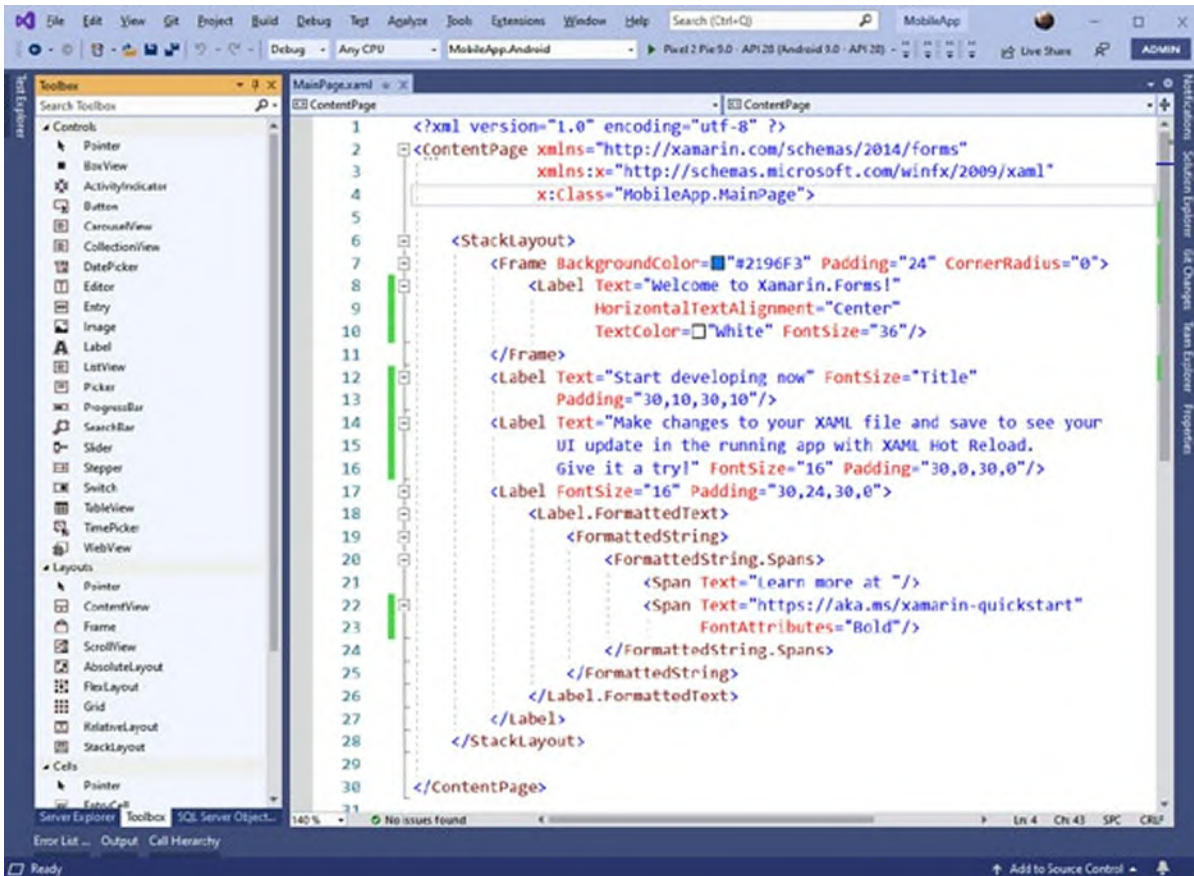 File Edit View Git Project Build Debug Test Analyze Tools Extensions Window Help Search (Ctrl+Q) MobileApp
Debug Any CPU MobileApp.Android Pixel 2 Pie 9.0 - API 28 (Android 9.0 - API 28) Live Share ADMIN
Test Explorer
Toolbox
Search Toolbox
Controls
Pointer
BoxView
ActivityIndicator
Button
CarouselView
CollectionView
DatePicker
Editor
Entry
Image
Label
ListView
Picker
ProgressBar
SearchBar
Slider
Stepper
Switch
TableView
TimePicker
WebView
Layouts
Pointer
ContentView
Frame
ScrollView
AbsoluteLayout
FlexLayout
Grid
RelativeLayout
StackLayout
Cells
Pointer
EntryCell
Server Explorer Toolbox SQL Server Object...
MainPage.xaml
ContentPage ContentPage
1 <?xml version="1.0" encoding="utf-8" ?>
2 <ContentPage xmlns="http://xamarin.com/schemas/2014/forms"
3 xmlns:x="http://schemas.microsoft.com/winfx/2009/xaml"
4 x:Class="MobileApp.MainPage">
5
6 <StackLayout>
7 <Frame BackgroundColor="#2196F3" Padding="24" CornerRadius="0">
8 <Label Text="Welcome to Xamarin.Forms!"
9 HorizontalTextAlignment="Center"
10 TextColor="White" FontSize="36"/>
11 </Frame>
12 <Label Text="Start developing now" FontSize="Title"
13 Padding="30,10,30,10"/>
14 <Label Text="Make changes to your XAML file and save to see your
15 UI update in the running app with XAML Hot Reload.
16 Give it a try!" FontSize="16" Padding="30,0,30,0"/>
17 <Label FontSize="16" Padding="30,24,30,0">
18 <Label.FormattedText>
19 <FormattedString>
20 <FormattedString.Spans>
21 <Span Text="Learn more at "/>
22 <Span Text="https://aka.ms/xamarin-quickstart"
23 FontAttributes="Bold"/>
24 </FormattedString.Spans>
25 </FormattedString>
26 </Label.FormattedText>
27 </Label>
28 </StackLayout>
29
30 </ContentPage>
31
140 % No issues found Ln: 4 Ch: 43 SPC CRLF
Notifications
Solution Explorer
Git Changes
Team Explorer
Properties
Error List ... Output Call Hierarchy
Ready Add to Source Control